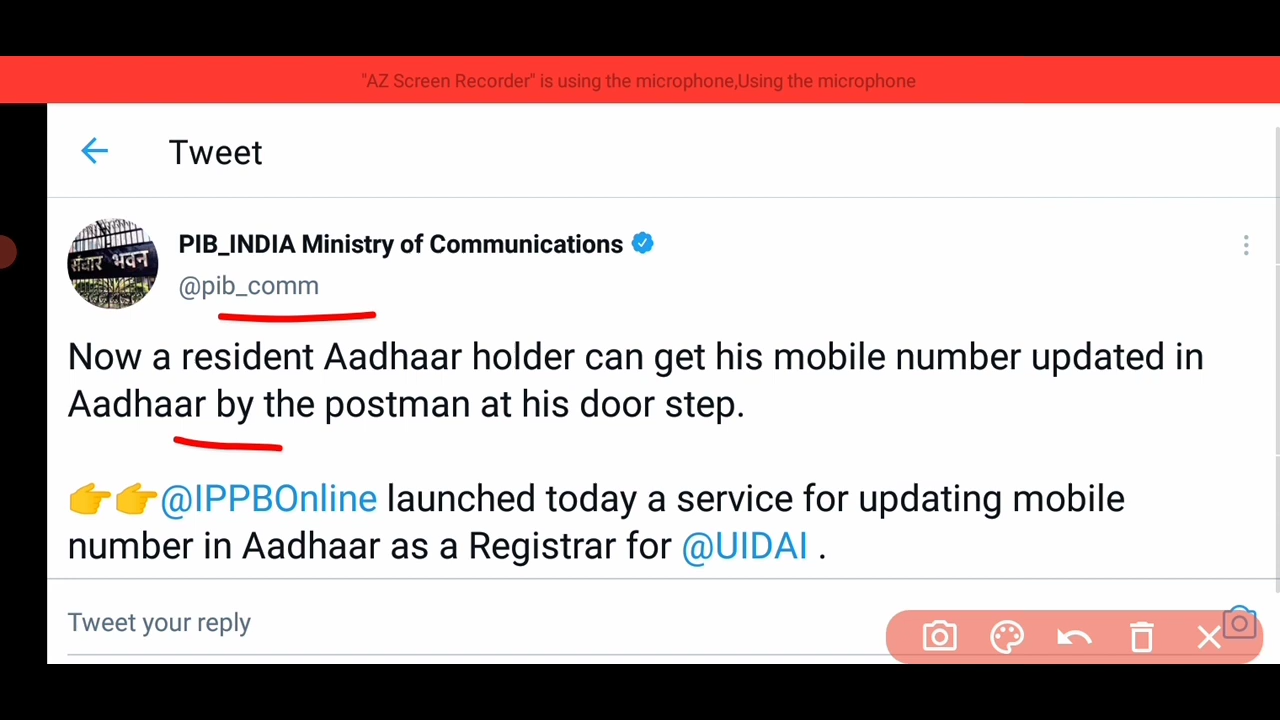 "AZ Screen Recorder" is using the microphone,Using the microphone
Tweet
संचार भवन
PIB_INDIA Ministry of Communications
@pib_comm
Now a resident Aadhaar holder can get his mobile number updated in
Aadhaar by the postman at his door step.
👉👉@IPPBOnline launched today a service for updating mobile
number in Aadhaar as a Registrar for @UIDAI .
Tweet your reply